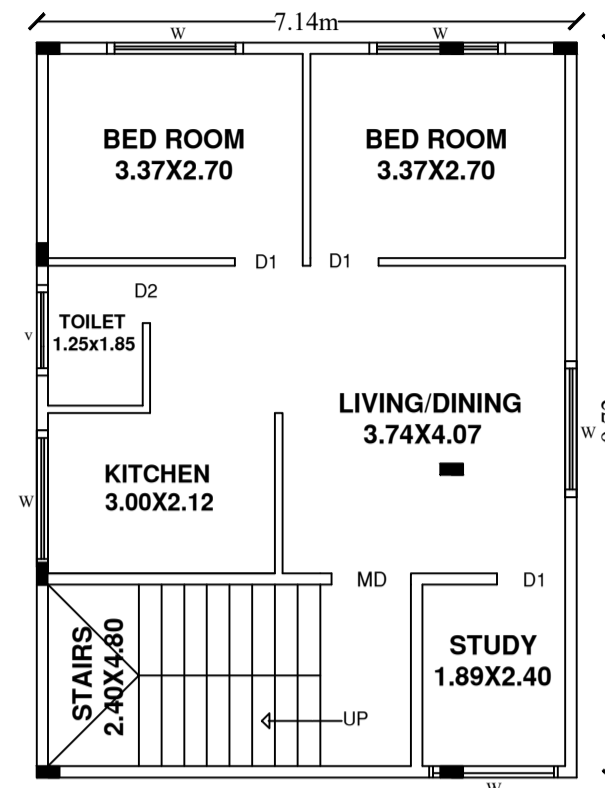 7.14m
W
W
BED ROOM
3.37X2.70
BED ROOM
3.37X2.70
D1
D1
D2
V
TOILET
1.25x1.85
LIVING/DINING
3.74X4.07
W
KITCHEN
3.00X2.12
W
MD
D1
STAIRS
2.40X4.80
STUDY
1.89X2.40
UP
W